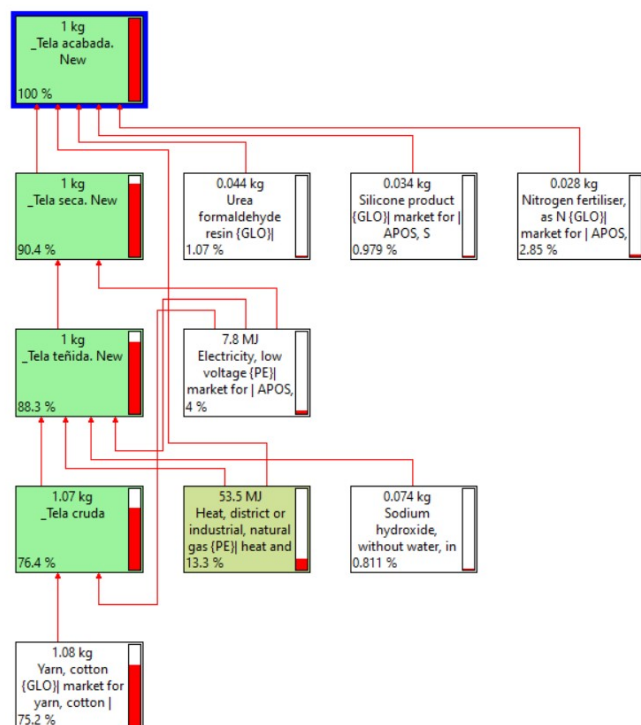 1 kg
_Tela acabada.
New
100 %
1 kg
_Tela seca. New
90.4 %
0.044 kg
Urea
formaldehyde
resin {GLO}|
1.07 %
0.034 kg
Silicone product
{GLO}| market for |
APOS, S
0.979 %
0.028 kg
Nitrogen fertiliser,
as N {GLO}|
market for | APOS,
2.85 %
1 kg
_Tela teñida. New
88.3 %
7.8 MJ
Electricity, low
voltage {PE}|
market for | APOS,
4 %
1.07 kg
_Tela cruda
76.4 %
53.5 MJ
Heat, district or
industrial, natural
gas {PE}| heat and
13.3 %
0.074 kg
Sodium
hydroxide,
without water, in
0.811 %
1.08 kg
Yarn, cotton
{GLO}| market for
yarn, cotton |
75.2 %